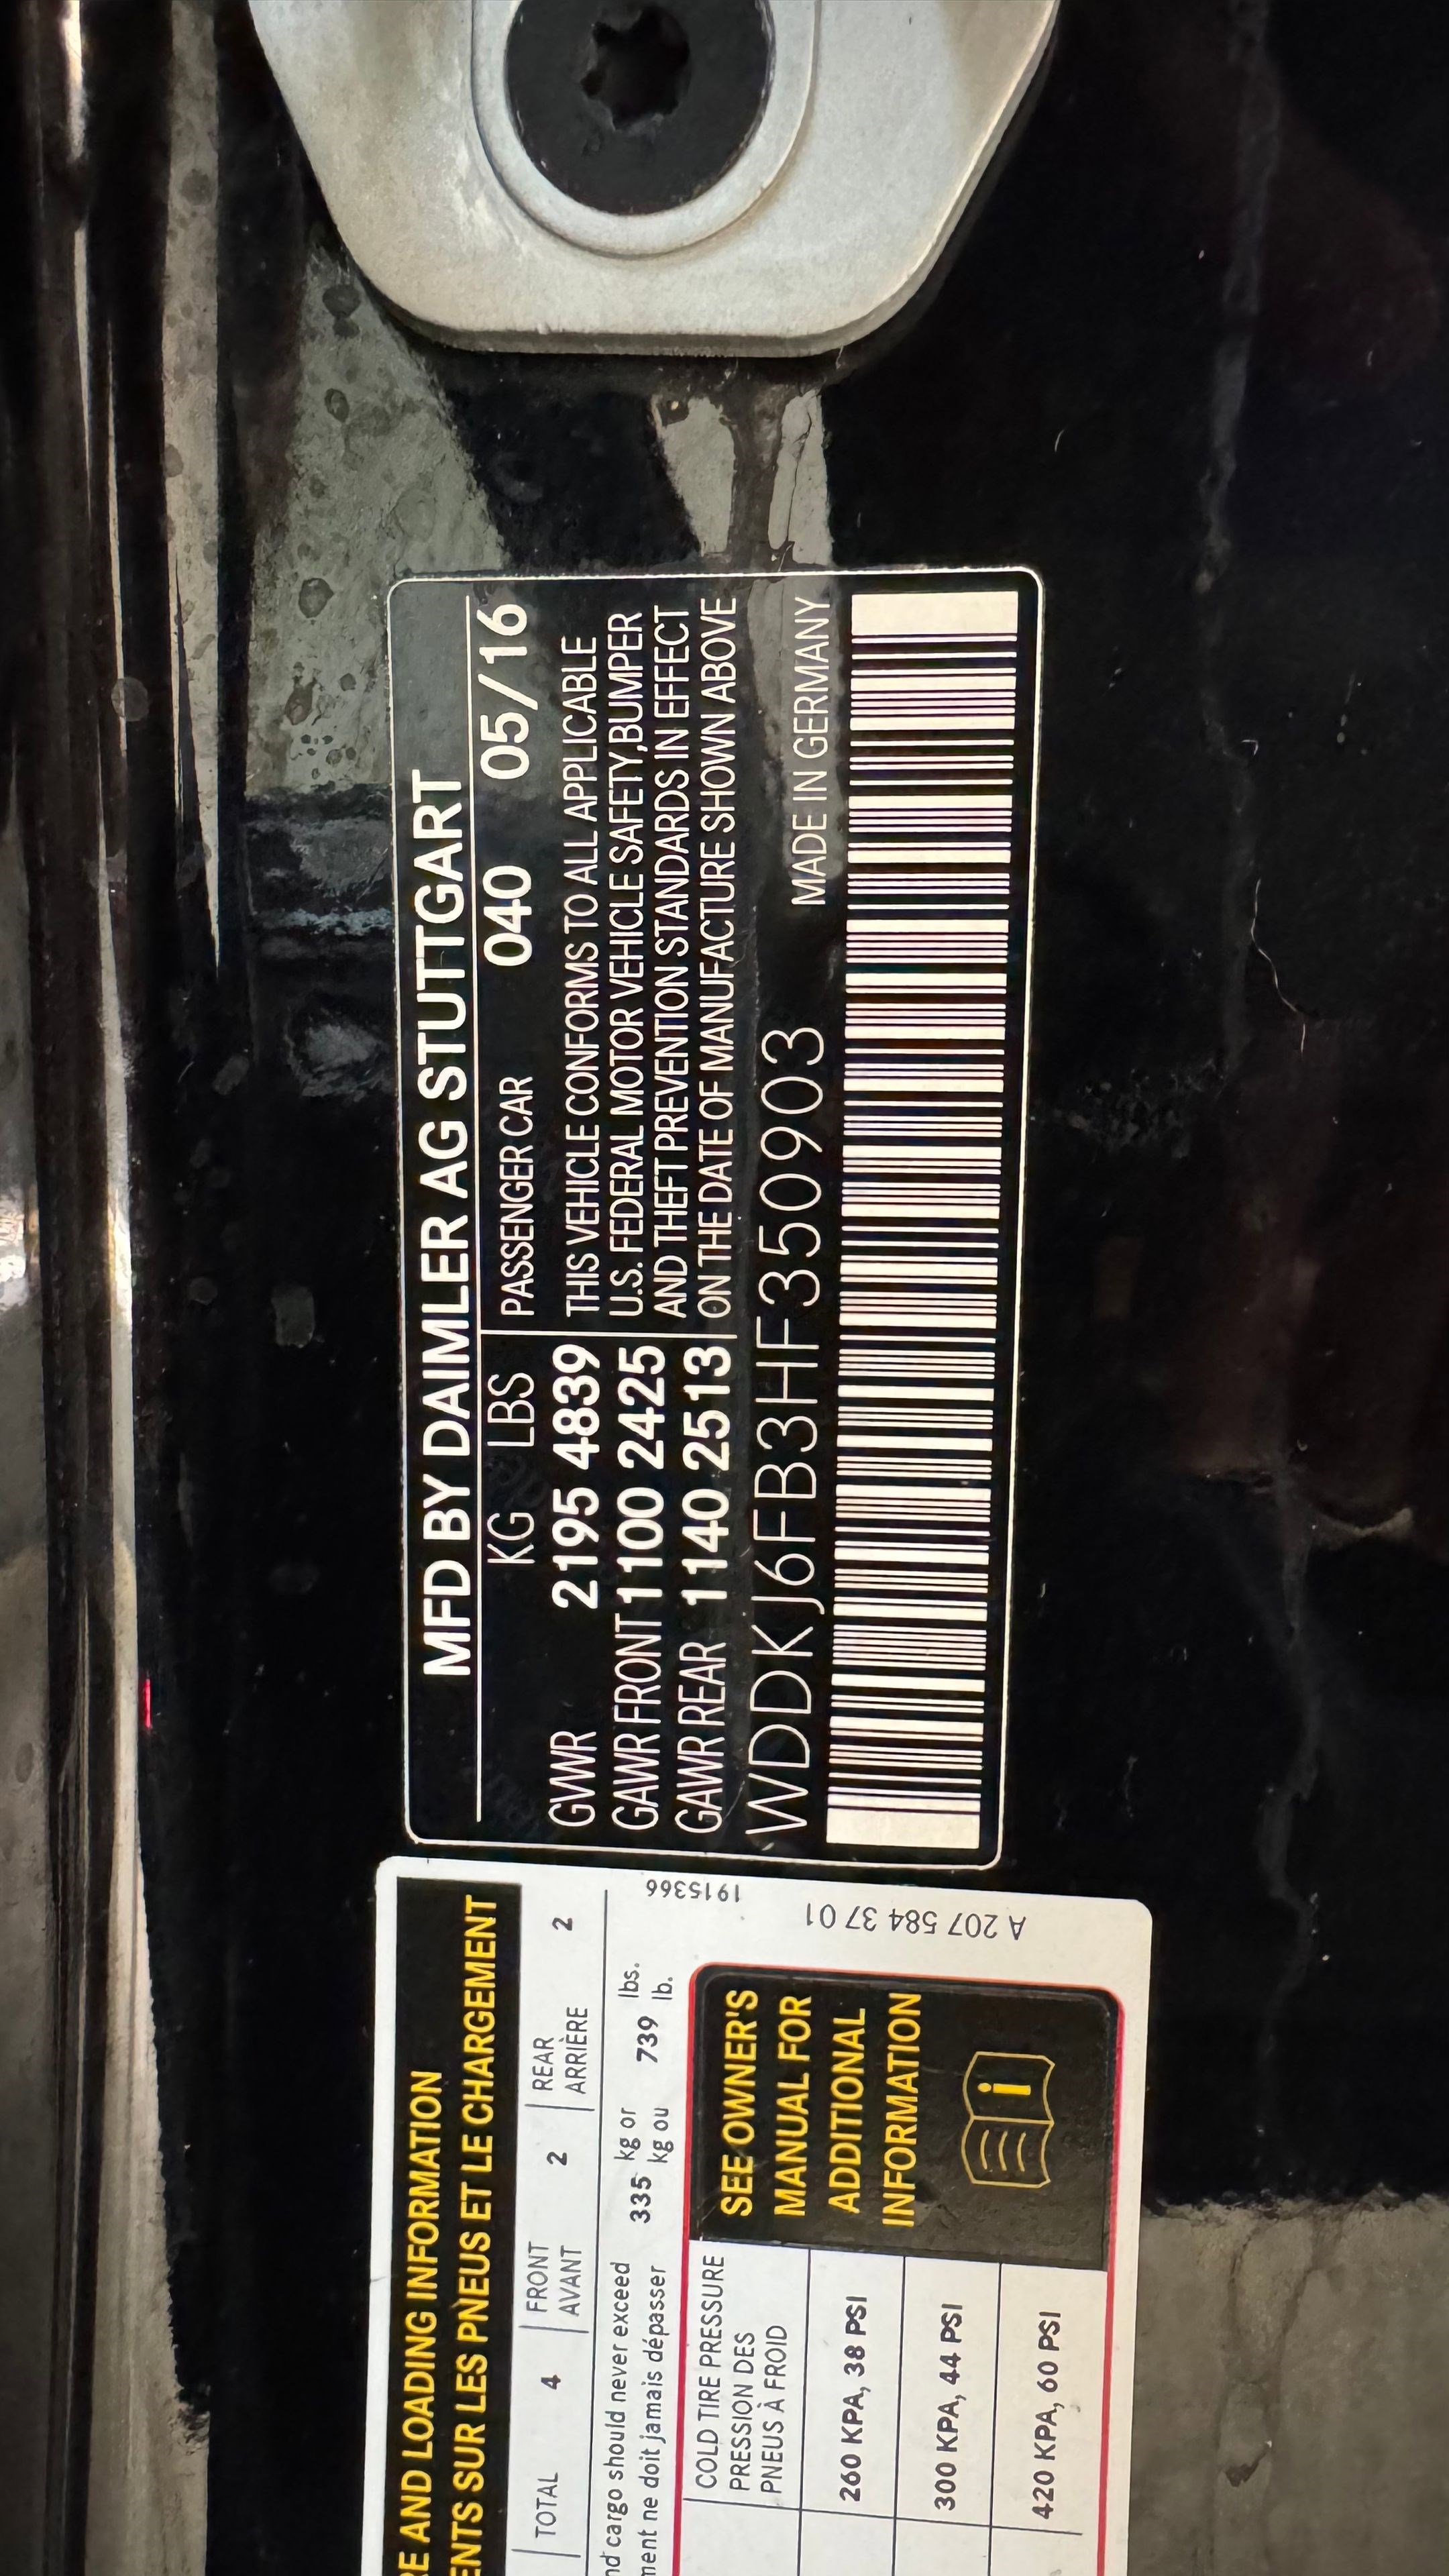 MFD BY DAIMLER AG STUTTGART
KG LBS PASSENGER CAR 040 05/16
GVWR 2195 4839 THIS VEHICLE CONFORMS TO ALL APPLICABLE
GAWR FRONT 1100 2425 U.S. FEDERAL MOTOR VEHICLE SAFETY,BUMPER
GAWR REAR 1140 2513 AND THEFT PREVENTION STANDARDS IN EFFECT
ON THE DATE OF MANUFACTURE SHOWN ABOVE
WDDKJ6FB3HF350903 MADE IN GERMANY
AND LOADING INFORMATION
SUR LES PNEUS ET LE CHARGEMENT
TOTAL 4 FRONT 2 REAR 2
AVANT ARRIÈRE
cargo should never exceed 335 kg or 739 lbs.
ne doit jamais dépasser kg ou lb.
COLD TIRE PRESSURE
PRESSION DES
PNEUS À FROID
260 KPA, 38 PSI
300 KPA, 44 PSI
420 KPA, 60 PSI
SEE OWNER'S
MANUAL FOR
ADDITIONAL
INFORMATION
i
1915366
A 207 584 37 01